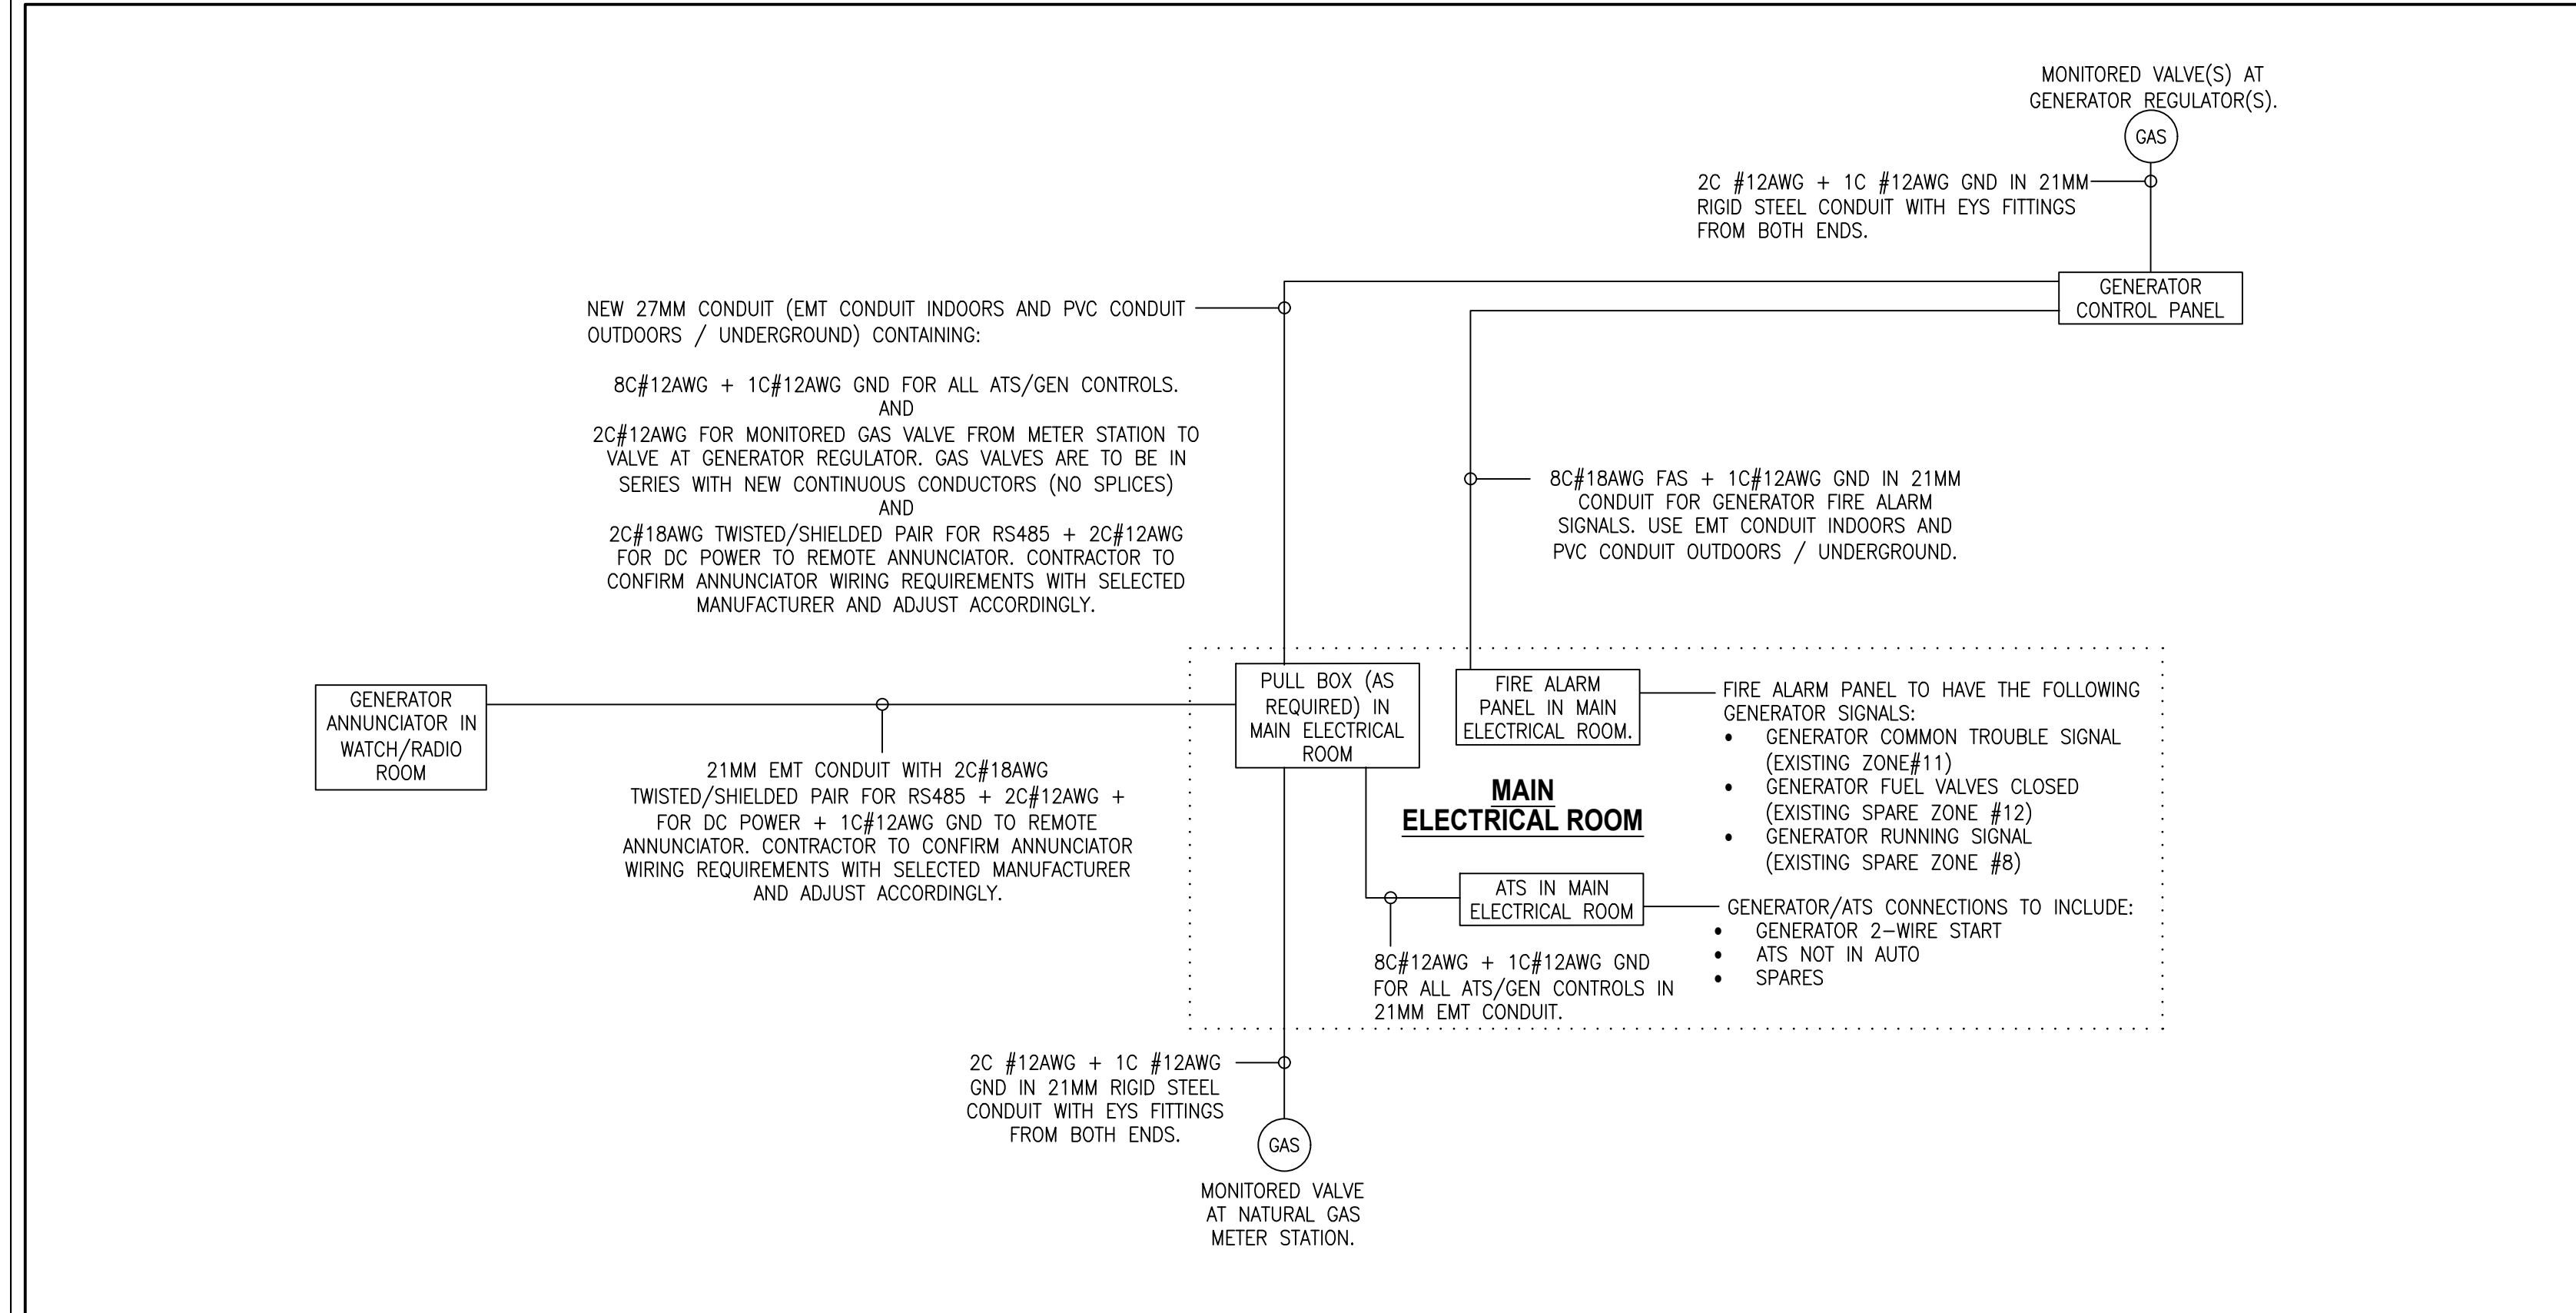 MONITORED VALVE(S) AT
GENERATOR REGULATOR(S).
GAS
2C #12AWG + 1C #12AWG GND IN 21MM
RIGID STEEL CONDUIT WITH EYS FITTINGS
FROM BOTH ENDS.
GENERATOR
CONTROL PANEL
NEW 27MM CONDUIT (EMT CONDUIT INDOORS AND PVC CONDUIT
OUTDOORS / UNDERGROUND) CONTAINING:
8C#12AWG + 1C#12AWG GND FOR ALL ATS/GEN CONTROLS.
AND
2C#12AWG FOR MONITORED GAS VALVE FROM METER STATION TO
VALVE AT GENERATOR REGULATOR. GAS VALVES ARE TO BE IN
SERIES WITH NEW CONTINUOUS CONDUCTORS (NO SPLICES)
AND
2C#18AWG TWISTED/SHIELDED PAIR FOR RS485 + 2C#12AWG
FOR DC POWER TO REMOTE ANNUNCIATOR. CONTRACTOR TO
CONFIRM ANNUNCIATOR WIRING REQUIREMENTS WITH SELECTED
MANUFACTURER AND ADJUST ACCORDINGLY.
8C#18AWG FAS + 1C#12AWG GND IN 21MM
CONDUIT FOR GENERATOR FIRE ALARM
SIGNALS. USE EMT CONDUIT INDOORS AND
PVC CONDUIT OUTDOORS / UNDERGROUND.
GENERATOR
ANNUNCIATOR IN
WATCH/RADIO
ROOM
21MM EMT CONDUIT WITH 2C#18AWG
TWISTED/SHIELDED PAIR FOR RS485 + 2C#12AWG +
FOR DC POWER + 1C#12AWG GND TO REMOTE
ANNUNCIATOR. CONTRACTOR TO CONFIRM ANNUNCIATOR
WIRING REQUIREMENTS WITH SELECTED MANUFACTURER
AND ADJUST ACCORDINGLY.
PULL BOX (AS
REQUIRED) IN
MAIN ELECTRICAL
ROOM
FIRE ALARM
PANEL IN MAIN
ELECTRICAL ROOM.
FIRE ALARM PANEL TO HAVE THE FOLLOWING
GENERATOR SIGNALS:
• GENERATOR COMMON TROUBLE SIGNAL
(EXISTING ZONE#11)
• GENERATOR FUEL VALVES CLOSED
(EXISTING SPARE ZONE #12)
• GENERATOR RUNNING SIGNAL
(EXISTING SPARE ZONE #8)
MAIN
ELECTRICAL ROOM
ATS IN MAIN
ELECTRICAL ROOM
GENERATOR/ATS CONNECTIONS TO INCLUDE:
• GENERATOR 2-WIRE START
• ATS NOT IN AUTO
• SPARES
8C#12AWG + 1C#12AWG GND
FOR ALL ATS/GEN CONTROLS IN
21MM EMT CONDUIT.
2C #12AWG + 1C #12AWG
GND IN 21MM RIGID STEEL
CONDUIT WITH EYS FITTINGS
FROM BOTH ENDS.
GAS
MONITORED VALVE
AT NATURAL GAS
METER STATION.